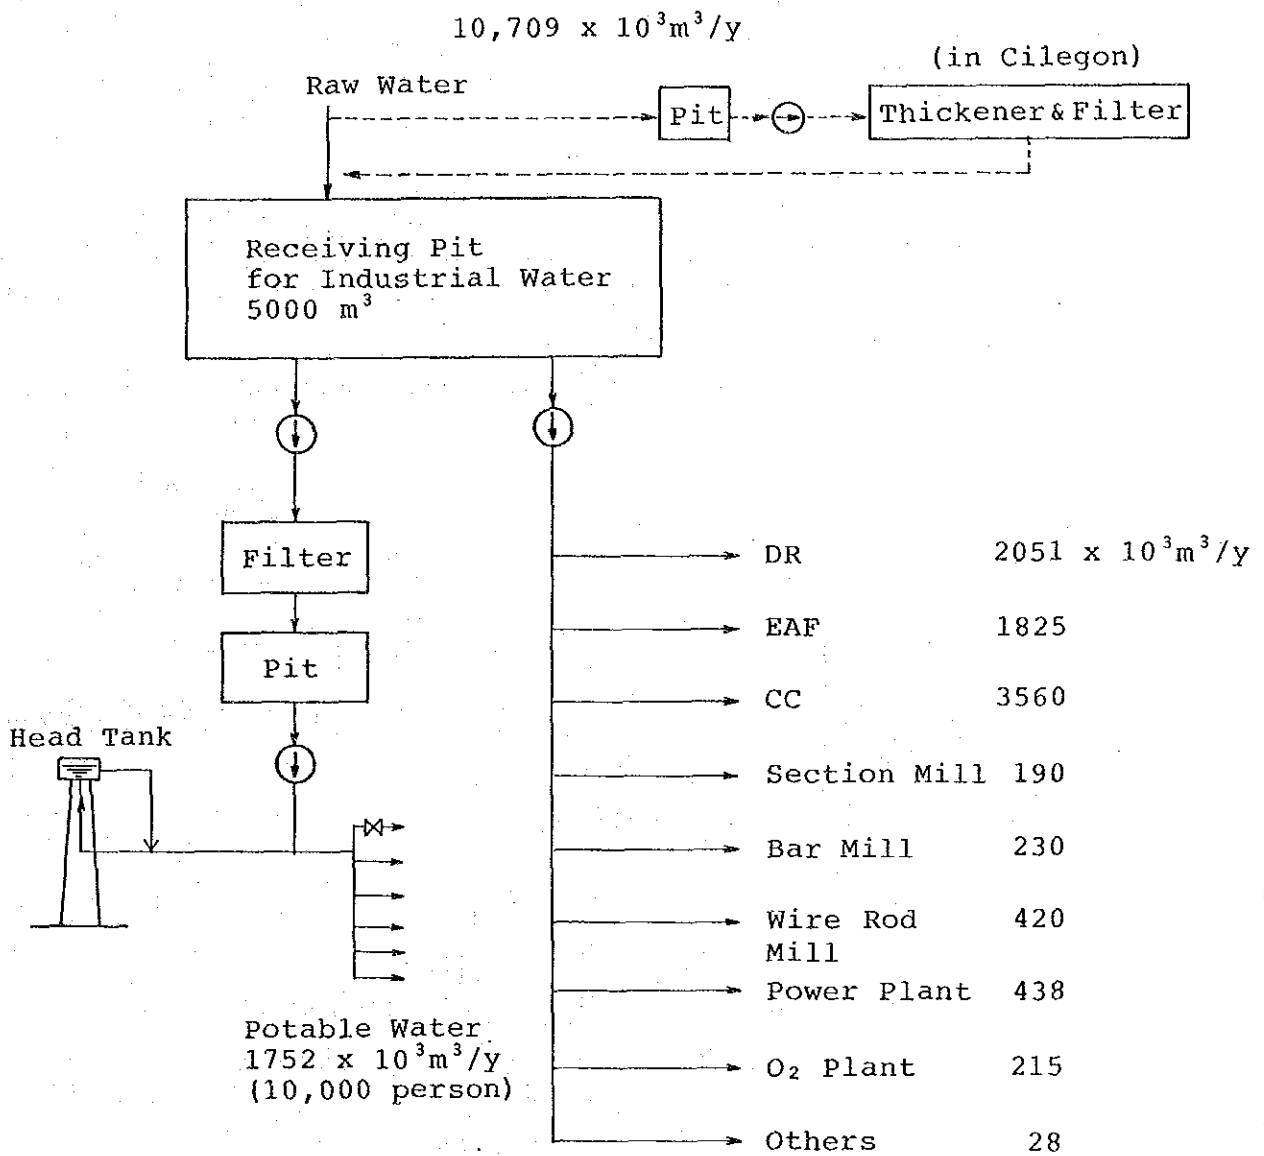 10,709 x 10³m³/y
(in Cilegon)
Raw Water
Pit
Thickener & Filter
Receiving Pit
for Industrial Water
5000 m³
Filter
Pit
Head Tank
Potable Water
1752 x 10³m³/y
(10,000 person)
DR 2051 x 10³m³/y
EAF 1825
CC 3560
Section Mill 190
Bar Mill 230
Wire Rod 420
Mill
Power Plant 438
O₂ Plant 215
Others 28